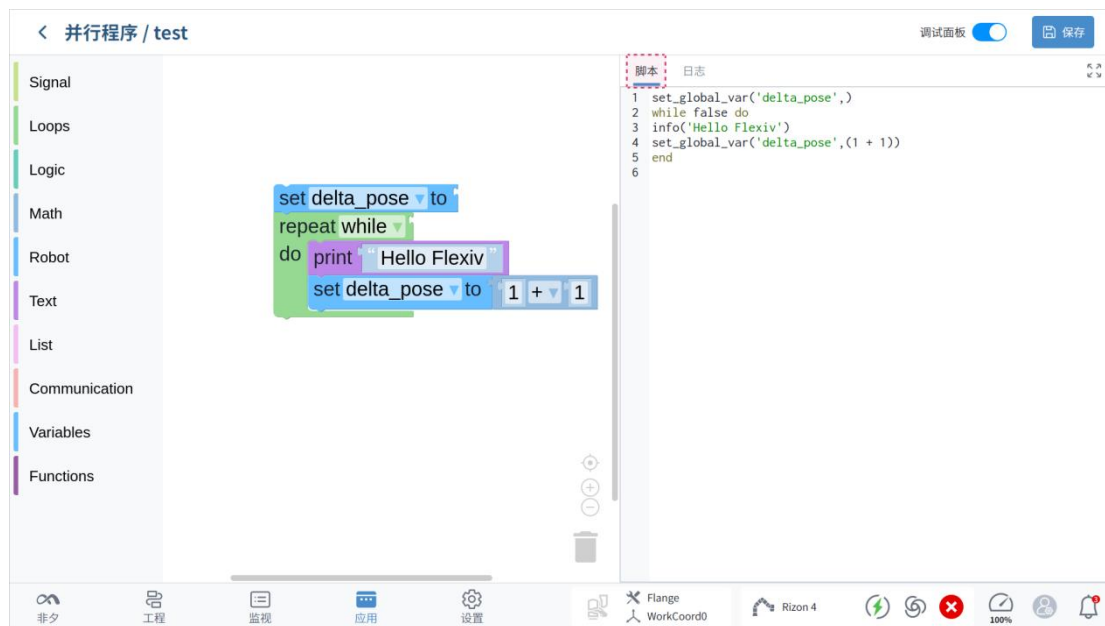 并行程序 / test
调试面板
保存
Signal
Loops
Logic
Math
Robot
Text
List
Communication
Variables
Functions
set delta_pose to
repeat while
do print “ Hello Flexiv ”
set delta_pose to 1 + 1
脚本 日志
1 set_global_var('delta_pose',)
2 while false do
3 info('Hello Flexiv')
4 set_global_var('delta_pose',(1 + 1))
5 end
6
非夕
工程
监视
应用
设置
Flange
WorkCoord0
Rizon 4
100%